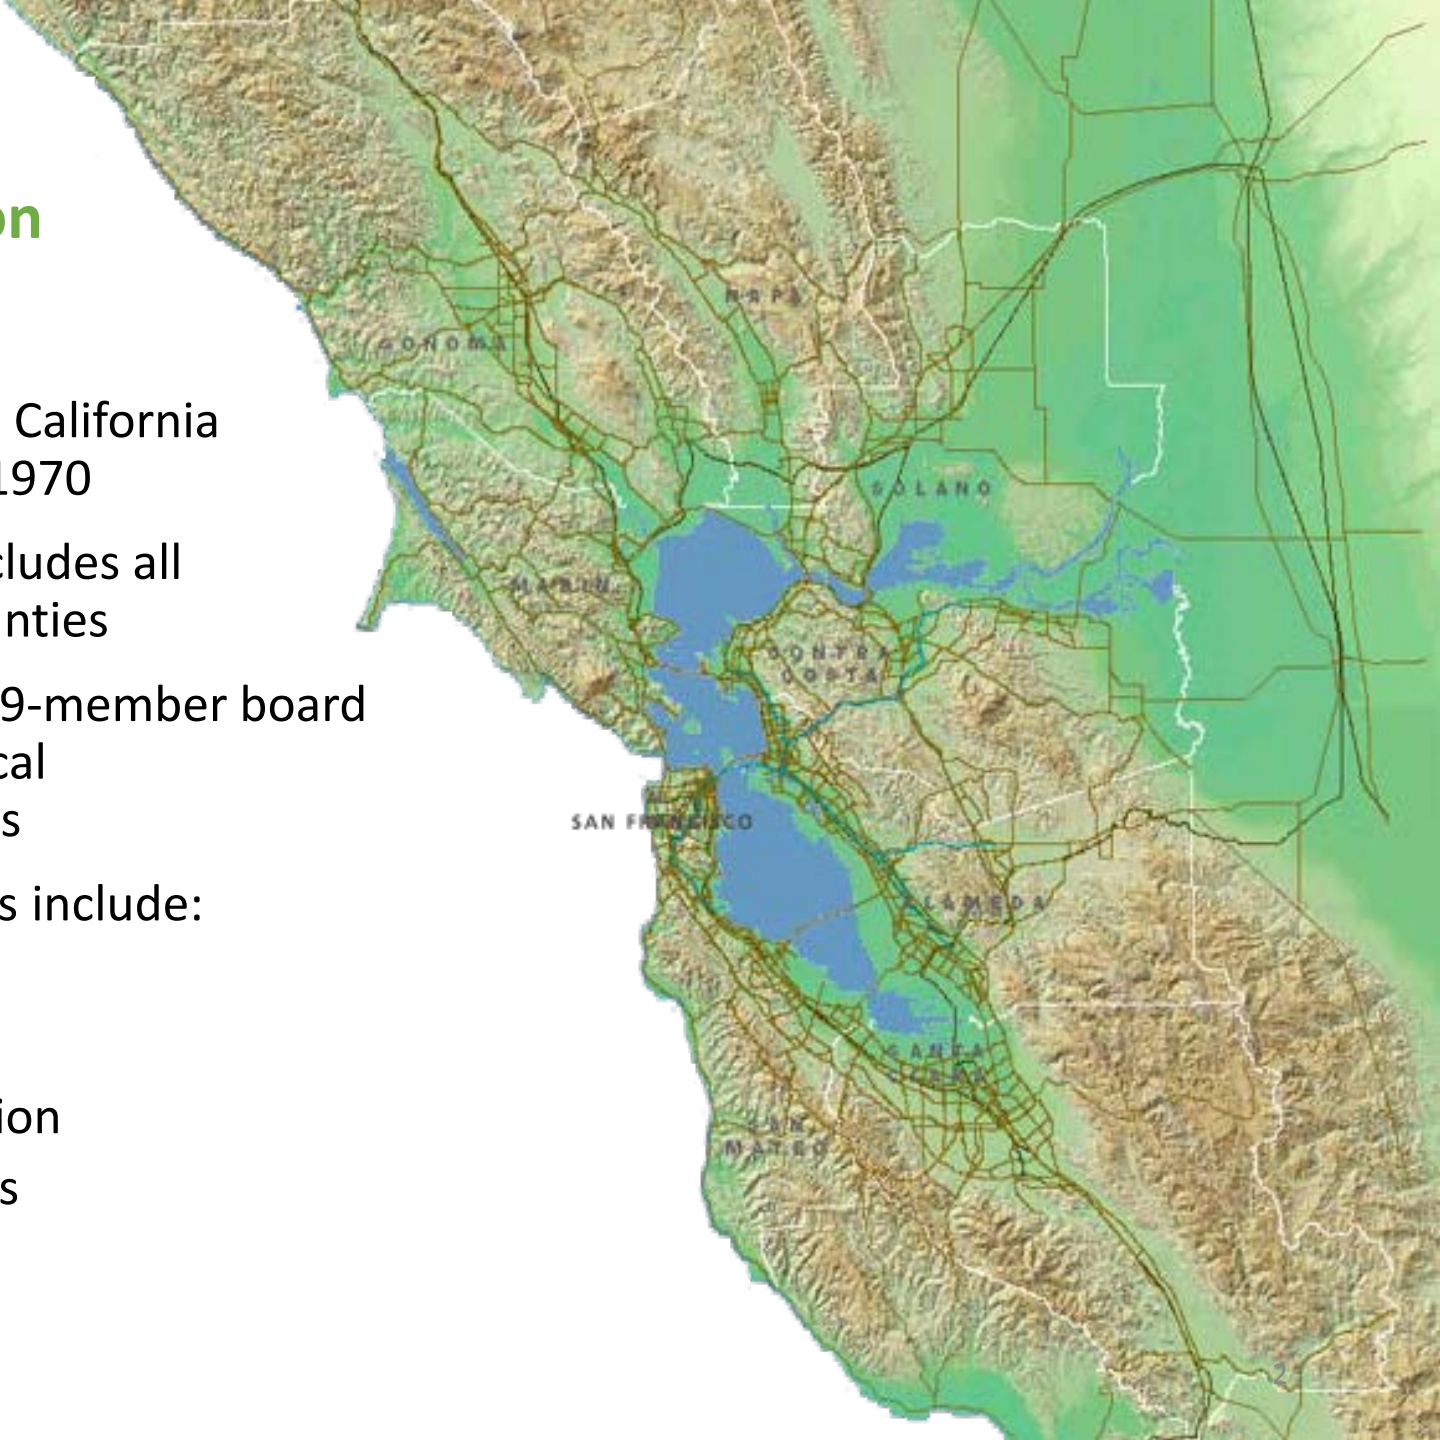 on
California
1970
cludes all
nties
9-member board
cal
s
s include:
ion
s
NAPA
SONOMA
SOLANO
MARIN
CONTRA
COSTA
SAN FRANCISCO
ALAMEDA
SANTA
CLARA
SAN
MATEO
2